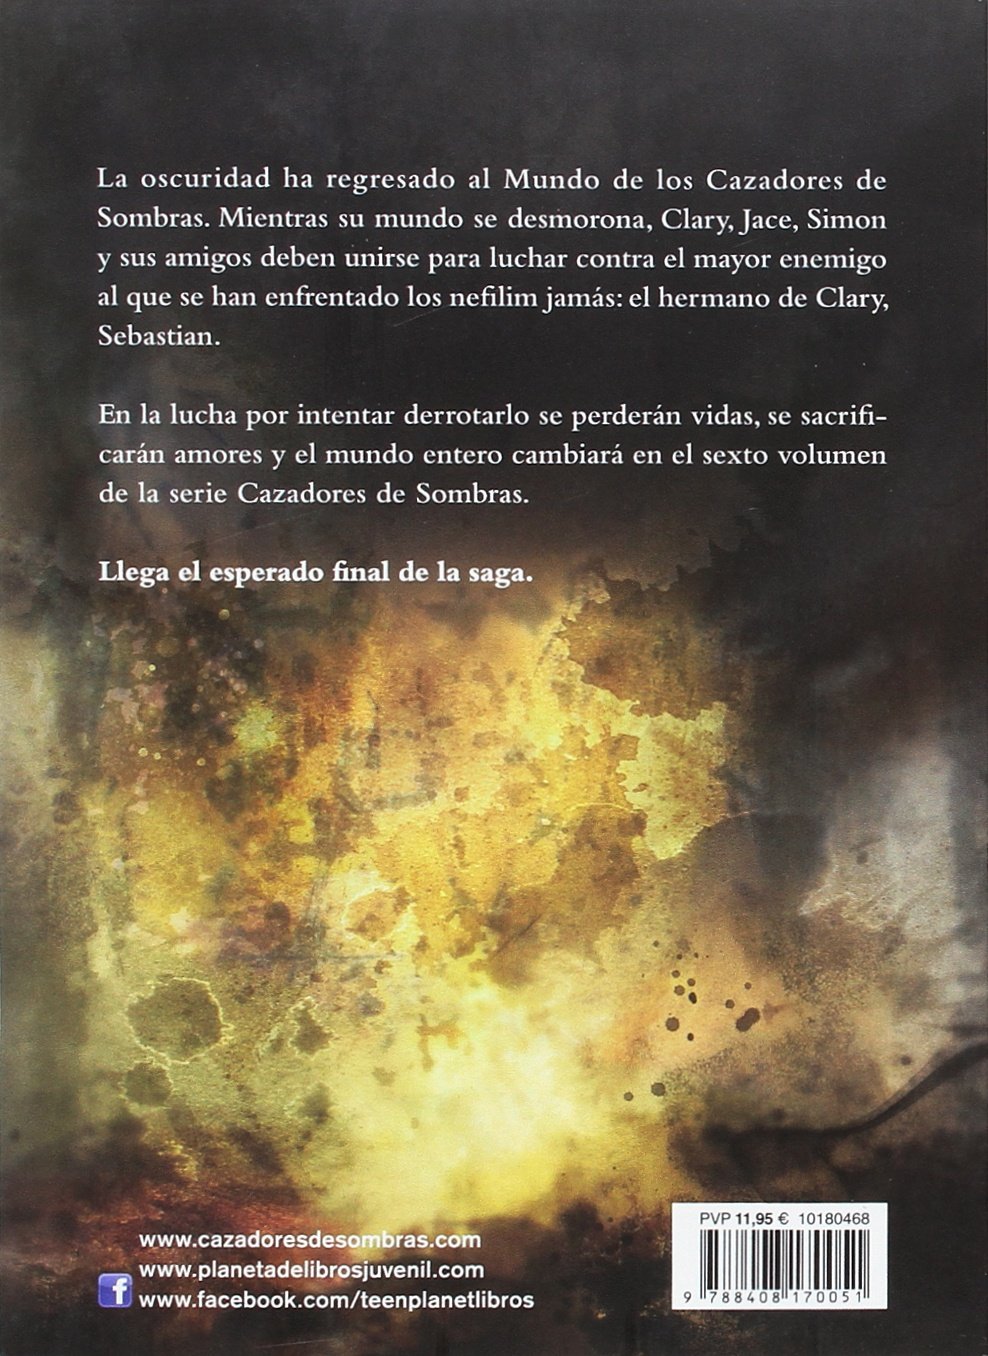 La oscuridad ha regresado al Mundo de los Cazadores de
Sombras. Mientras su mundo se desmorona, Clary, Jace, Simon
y sus amigos deben unirse para luchar contra el mayor enemigo
al que se han enfrentado los nefilim jamás: el hermano de Clary,
Sebastian.
En la lucha por intentar derrotarlo se perderán vidas, se sacrifi-
carán amores y el mundo entero cambiará en el sexto volumen
de la serie Cazadores de Sombras.
Llega el esperado final de la saga.
www.cazadoresdesombras.com
www.planetadelibrosjuvenil.com
f www.facebook.com/teenplanetlibros
PVP 11,95 € 10180468
9 788408 170051